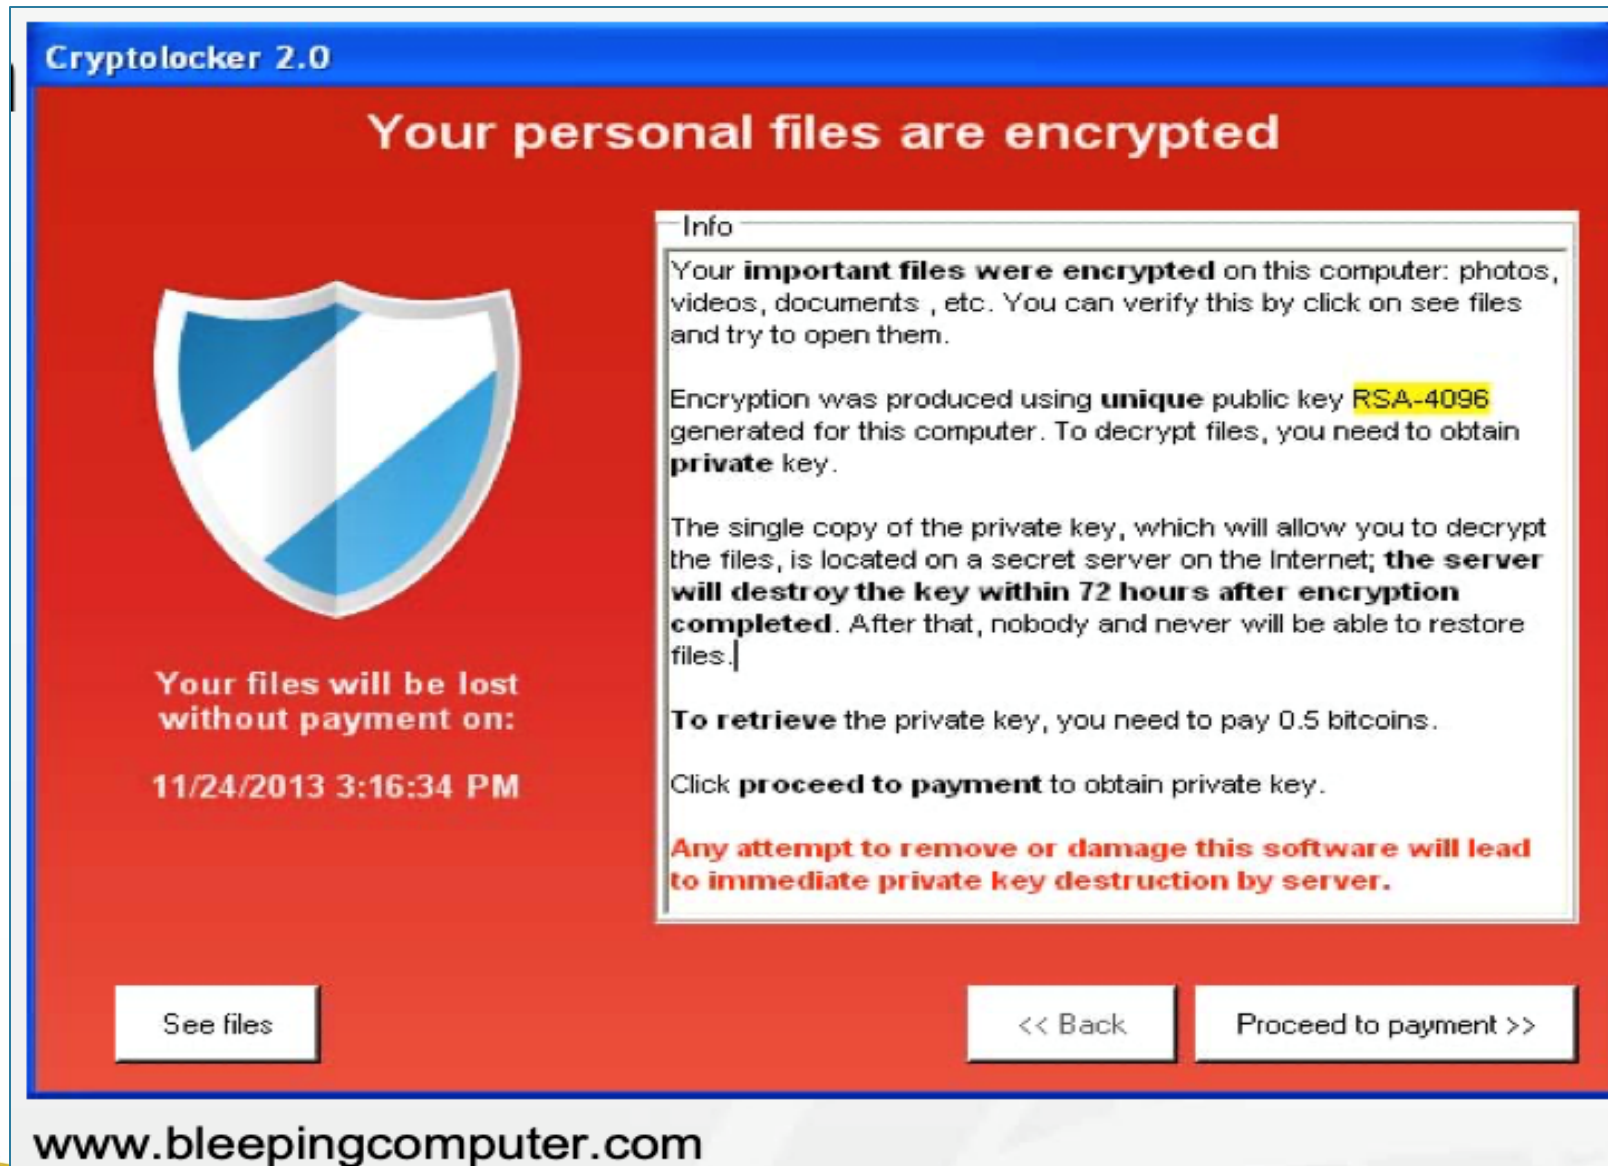 Cryptolocker 2.0
Your personal files are encrypted
Info
Your important files were encrypted on this computer: photos,
videos, documents , etc. You can verify this by click on see files
and try to open them.
Encryption was produced using unique public key RSA-4096
generated for this computer. To decrypt files, you need to obtain
private key.
The single copy of the private key, which will allow you to decrypt
the files, is located on a secret server on the Internet; the server
will destroy the key within 72 hours after encryption
completed. After that, nobody and never will be able to restore
files.
To retrieve the private key, you need to pay 0.5 bitcoins.
Click proceed to payment to obtain private key.
Any attempt to remove or damage this software will lead
to immediate private key destruction by server.
Your files will be lost
without payment on:
11/24/2013 3:16:34 PM
See files
<< Back
Proceed to payment >>
www.bleepingcomputer.com